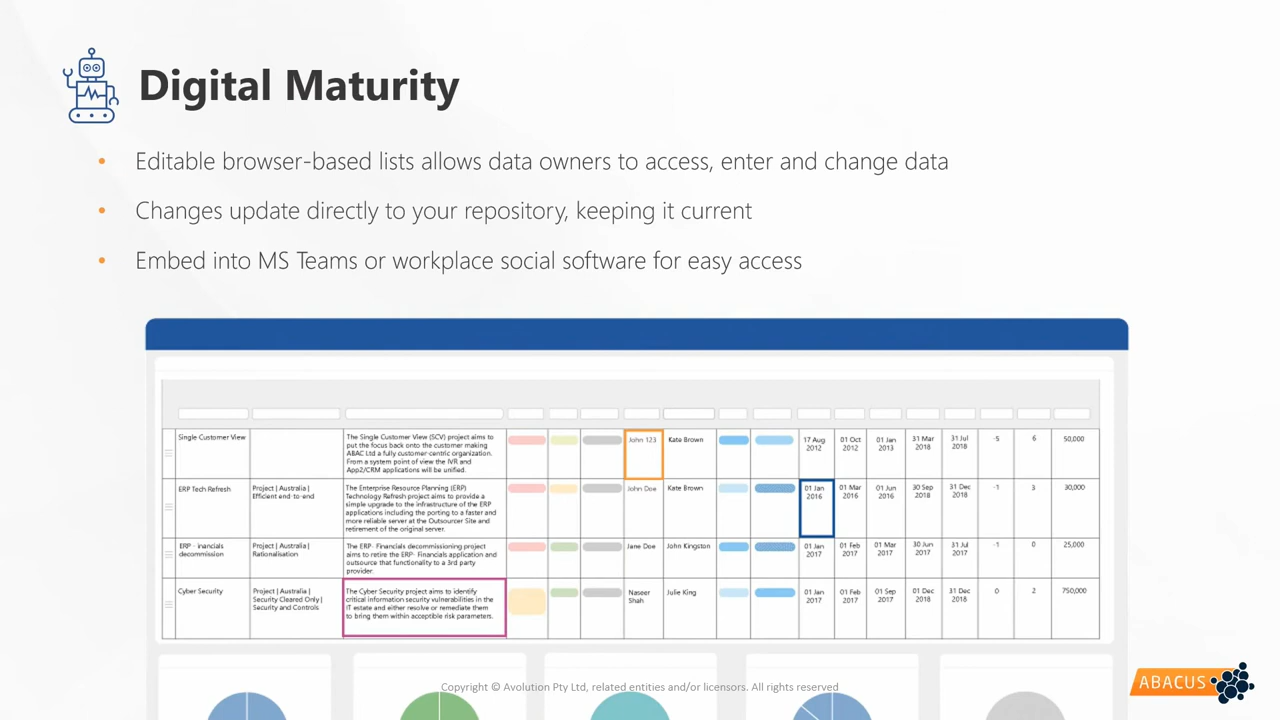 Digital Maturity
• Editable browser-based lists allows data owners to access, enter and change data
• Changes update directly to your repository, keeping it current
• Embed into MS Teams or workplace social software for easy access
Single Customer View
The Single Customer View (SCV) project aims to
put the focus back onto the customer making
ABAC Ltd a fully customer-centric organization.
From a system point of view the IVR and
App2/CRM applications will be unified.
John 123
Kate Brown
17 Aug
2012
01 Oct
2012
01 Jan
2013
31 Mar
2018
31 Jul
2018
-5
6
50,000
ERP Tech Refresh
Project | Australia |
Efficient end-to-end
The Enterprise Resource Planning (ERP)
Technology Refresh project aims to provide a
simple upgrade to the infrastructure of the ERP
applications including the porting to a faster and
more reliable server at the Outsourcer Site and
retirement of the original server.
John Doe
Kate Brown
01 Jan
2016
01 Mar
2016
01 Jun
2016
30 Sep
2018
31 Dec
2018
-1
3
30,000
ERP - inancials
decommission
Project | Australia |
Rationalisation
The ERP- Financials decommissioning project
aims to retire the ERP- Financials application and
outsource that functionality to a 3rd party
provider.
Jane Doe
John Kingston
01 Jan
2017
01 Feb
2017
01 Mar
2017
30 Jun
2017
31 Jul
2017
-1
0
25,000
Cyber Security
Project | Australia |
Security Cleared Only |
Security and Controls
The Cyber Security project aims to identify
critical information security vulnerabilities in the
IT estate and either resolve or remediate them
to bring them within acceptable risk parameters.
Naseer
Shah
Julie King
01 Jan
2017
01 Feb
2017
01 Sep
2017
01 Dec
2018
31 Dec
2018
0
2
750,000
Copyright © Avolution Pty Ltd, related entities and/or licensors. All rights reserved
ABACUS